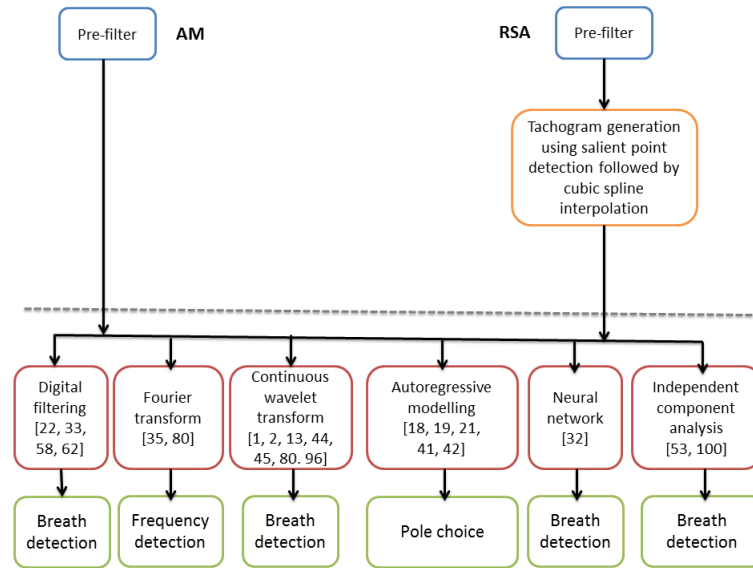 Pre-filter
AM
RSA
Pre-filter
Tachogram generation
using salient point
detection followed by
cubic spline
interpolation
Digital
filtering
[22, 33,
58, 62]
Fourier
transform
[35, 80]
Continuous
wavelet
transform
[1, 2, 13, 44,
45, 80. 96]
Autoregressive
modelling
[18, 19, 21,
41, 42]
Neural
network
[32]
Independent
component
analysis
[53, 100]
Breath
detection
Frequency
detection
Breath
detection
Pole choice
Breath
detection
Breath
detection